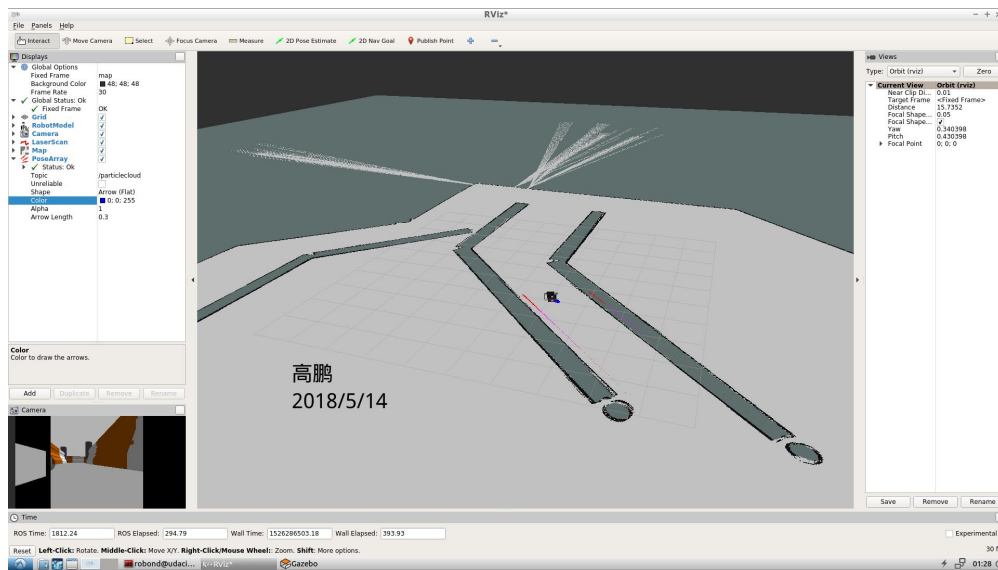 RViz*
File Panels Help
Interact Move Camera Select Focus Camera Measure 2D Pose Estimate 2D Nav Goal Publish Point
Displays
Global Options
Fixed Frame map
Background Color 48; 48; 48
Frame Rate 30
Global Status: Ok
Fixed Frame OK
Grid
RobotModel
Camera
LaserScan
Map
PoseArray
Status: Ok
Topic /particlecloud
Unreliable
Shape Arrow (Flat)
Color 0; 0; 255
Alpha 1
Arrow Length 0.3
Color
Color to draw the arrows.
Add Duplicate Remove Rename
Camera
高鹏
2018/5/14
Views
Type: Orbit (rviz) Zero
Current View Orbit (rviz)
Near Clip Di... 0.01
Target Frame <Fixed Frame>
Distance 15.7352
Focal Shape... 0.05
Focal Shape...
Yaw 0.340398
Pitch 0.430398
Focal Point 0; 0; 0
Save Remove Rename
Time
ROS Time: 1812.24 ROS Elapsed: 294.79 Wall Time: 1526286503.18 Wall Elapsed: 393.93 Experimental
Reset Left-Click: Rotate. Middle-Click: Move X/Y. Right-Click/Mouse Wheel:: Zoom. Shift: More options.
30
robond@udaci... RViz* Gazebo 01:28